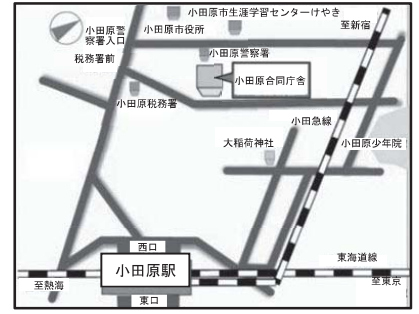 小田原市生涯学習センターけやき
至新宿
小田原警
察署入口
小田原市役所
税務署前
小田原警察署
小田原合同庁舎
小田原税務署
小田急線
大稲荷神社
小田原少年院
西口
東海道線
小田原駅
至熱海
至東京
東口